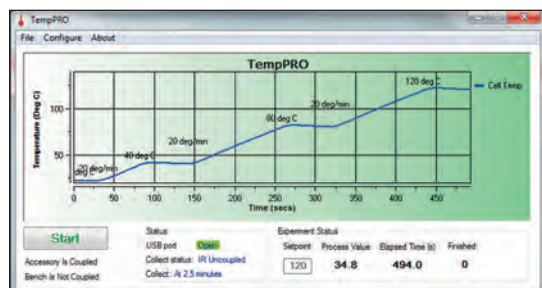 TempPRO
File Configure About
TempPRO
120 deg C
Cell Temp
20 deg/min
80 deg C
20 deg/min
40 deg C
20 deg/min
deg C
Temperature (Deg C)
100
50
0 50 100 150 200 250 300 350 400 450
Time (secs)
Start
Accessory Is Coupled
Bench is Not Coupled
Status
USB port Open
Collect status: IR Uncoupled
Collect: At 2.5 minutes
Experiment Status
Setpoint Process Value Elapsed Time (s) Finished
120 34.8 494.0 0